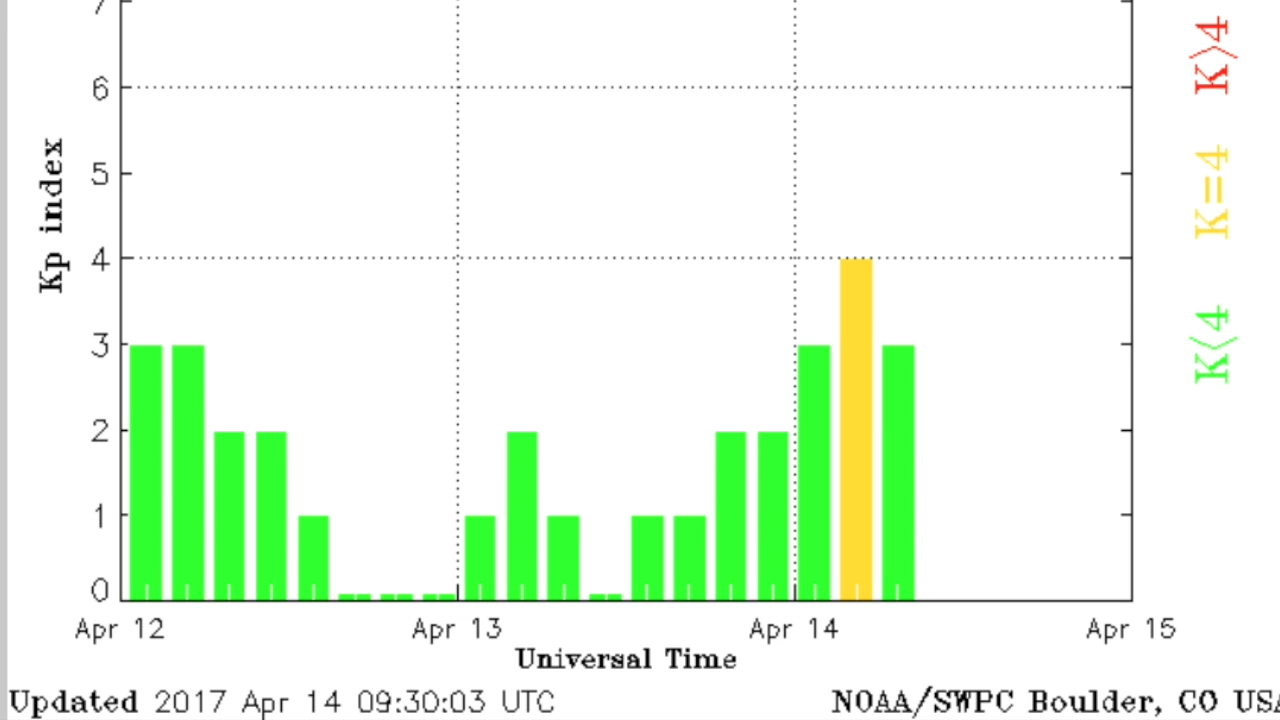 7
6
5
4
3
2
1
0
Kp index
Apr 12 Apr 13 Apr 14 Apr 15
Universal Time
Updated 2017 Apr 14 09:30:03 UTC
NOAA/SWPC Boulder, CO USA
K<4 K=4 K>4